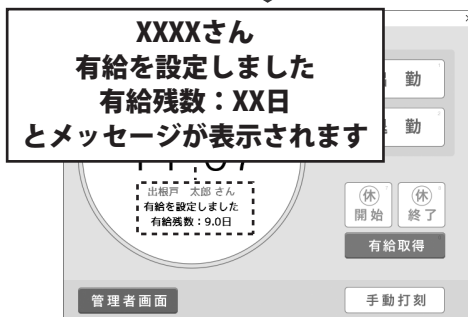 XXXXさん
有給を設定しました
有給残数：XX日
とメッセージが表示されます
勤
勤
出根戸 太郎 さん
有給を設定しました
有給残数：9.0日
休
開始
休
終了
有給取得
管理者画面
手動打刻